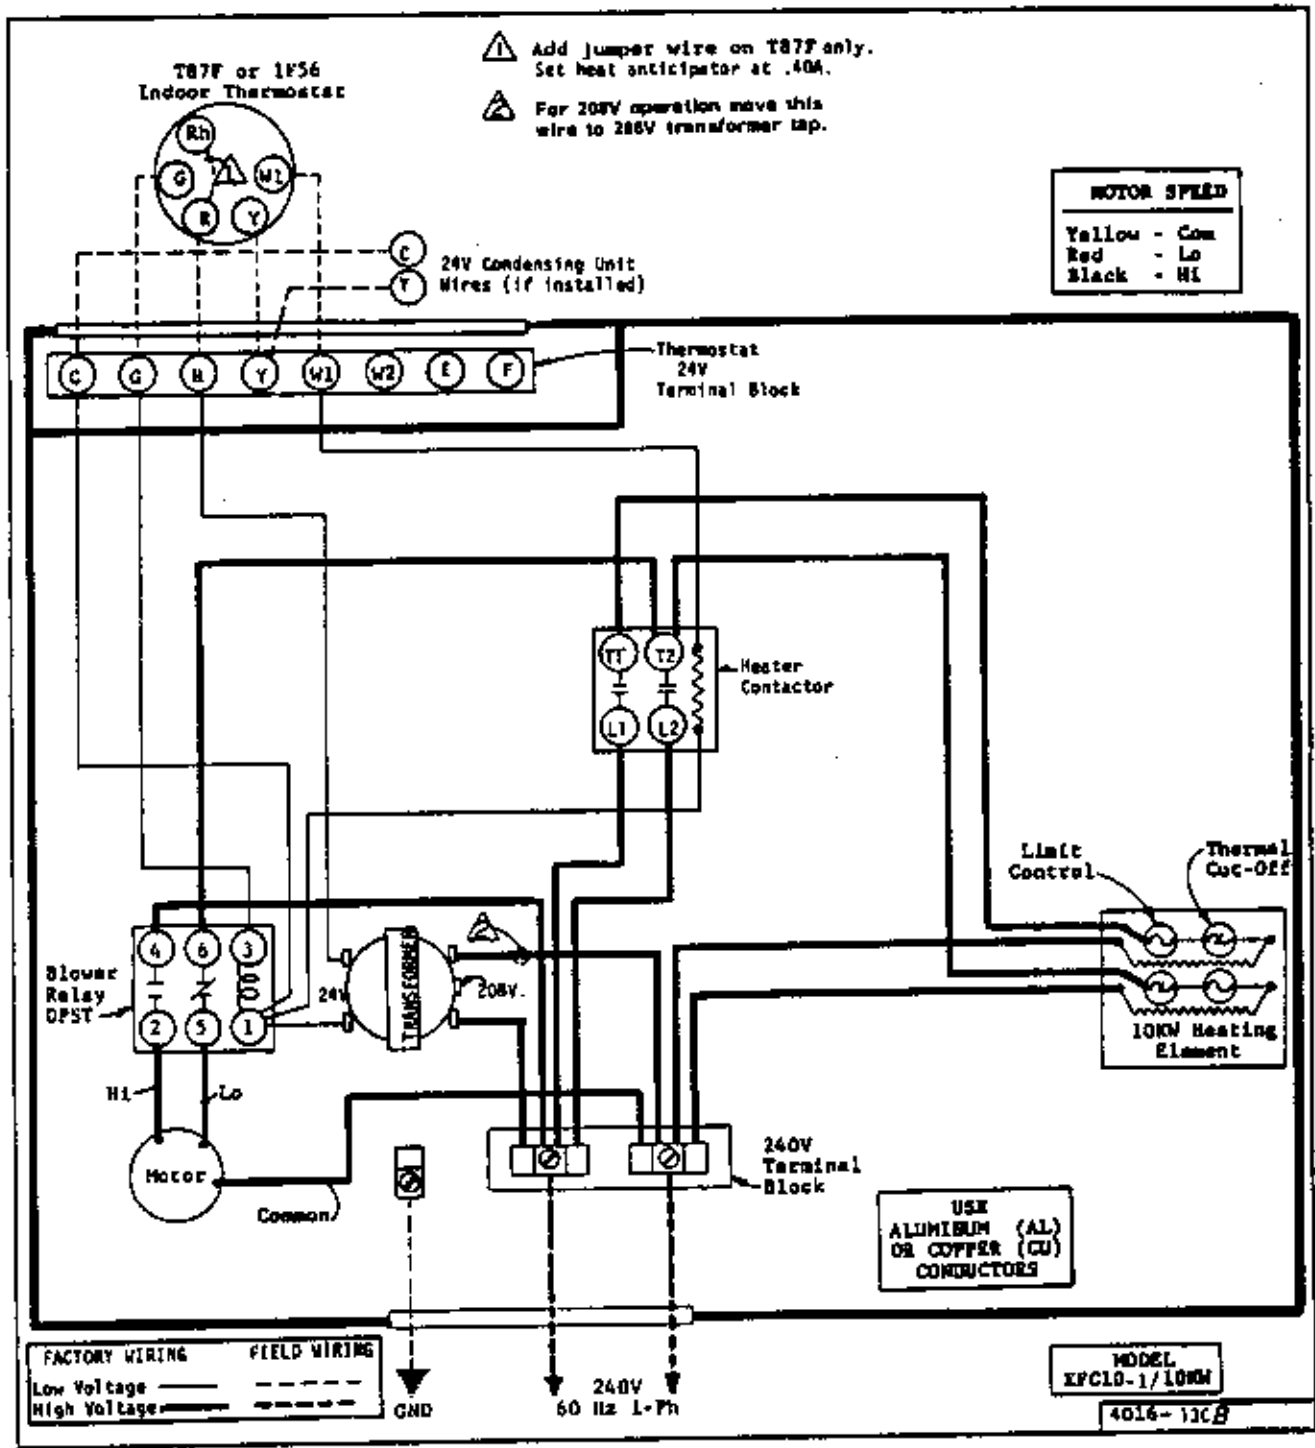 1
Add jumper wire on T87F only.
Set heat anticipator at .40A.
2
For 208V operation move this
wire to 208V transformer tap.
T87F or 1F56
Indoor Thermostat
Rh
G
1
W1
R
Y
MOTOR SPEED
Yellow - Com
Red - Lo
Black - Hi
C
Y
24V Condensing Unit
Wires (if installed)
C
G
R
Y
W1
W2
E
F
Thermostat
24V
Terminal Block
T1
T2
L1
L2
Heater
Contactor
Limit
Control
Thermal
Cut-Off
10KW Heating
Element
4
6
3
2
5
1
Blower
Relay
DPST
24V
TRANSFORMER
2
208V.
Hi
Lo
Motor
Common
240V
Terminal
Block
USE
ALUMINUM (AL)
OR COPPER (CU)
CONDUCTORS
FACTORY WIRING FIELD WIRING
Low Voltage
High Voltage
GND
240V
60 Hz 1-Ph
MODEL
EFC10-1/10KW